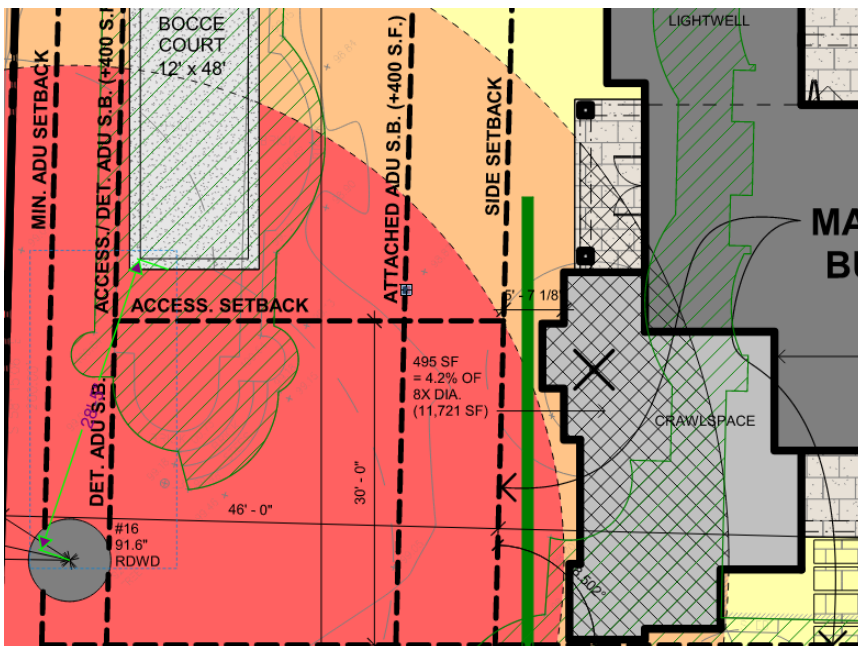 BOCCE
COURT
12' x 48'
LIGHTWELL
MIN. ADU SETBACK
ACCESS./ DET. ADU S.B. (+400 S.F.)
ATTACHED ADU S.B. (+400 S.F.)
SIDE SETBACK
MA
BU
ACCESS. SETBACK
5' - 7 1/8"
495 SF
= 4.2% OF
8X DIA.
(11,721 SF)
CRAWLSPACE
DET. ADU S.B.
30' - 0"
46' - 0"
#16
91.6"
RDWD